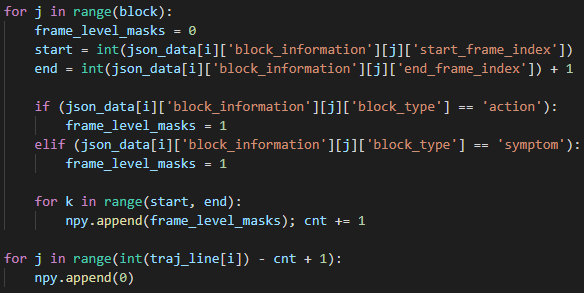 for j in range(block):
    frame_level_masks = 0
    start = int(json_data[i]['block_information'][j]['start_frame_index'])
    end = int(json_data[i]['block_information'][j]['end_frame_index']) + 1

    if (json_data[i]['block_information'][j]['block_type'] == 'action'):
        frame_level_masks = 1
    elif (json_data[i]['block_information'][j]['block_type'] == 'symptom'):
        frame_level_masks = 1

    for k in range(start, end):
        npy.append(frame_level_masks); cnt += 1

for j in range(int(traj_line[i]) - cnt + 1):
    npy.append(0)